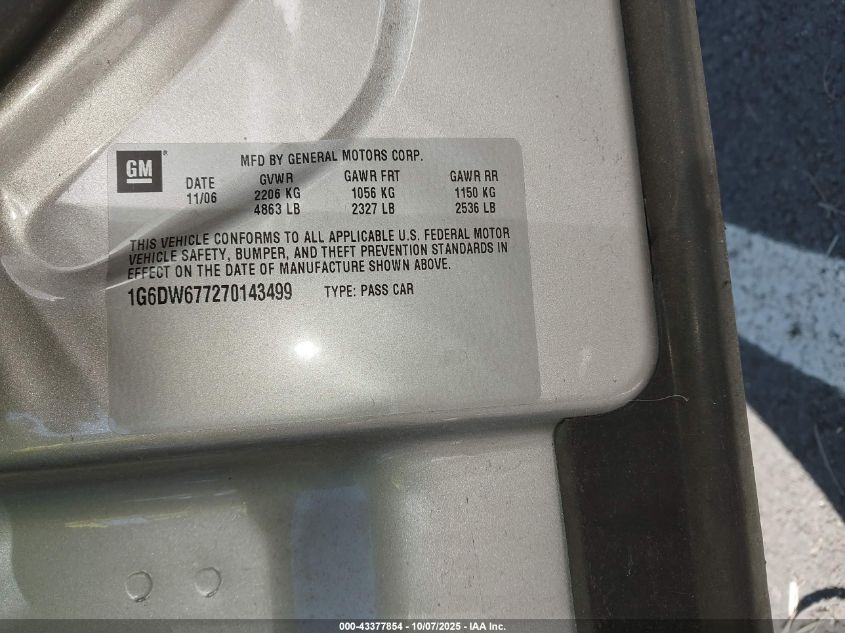 GM®
MFD BY GENERAL MOTORS CORP.
DATE GVWR GAWR FRT GAWR RR
11/06 2206 KG 1056 KG 1150 KG
4863 LB 2327 LB 2536 LB
THIS VEHICLE CONFORMS TO ALL APPLICABLE U.S. FEDERAL MOTOR
VEHICLE SAFETY, BUMPER, AND THEFT PREVENTION STANDARDS IN
EFFECT ON THE DATE OF MANUFACTURE SHOWN ABOVE.
1G6DW677270143499 TYPE: PASS CAR
000-43377854 - 10/07/2025 - IAA Inc.